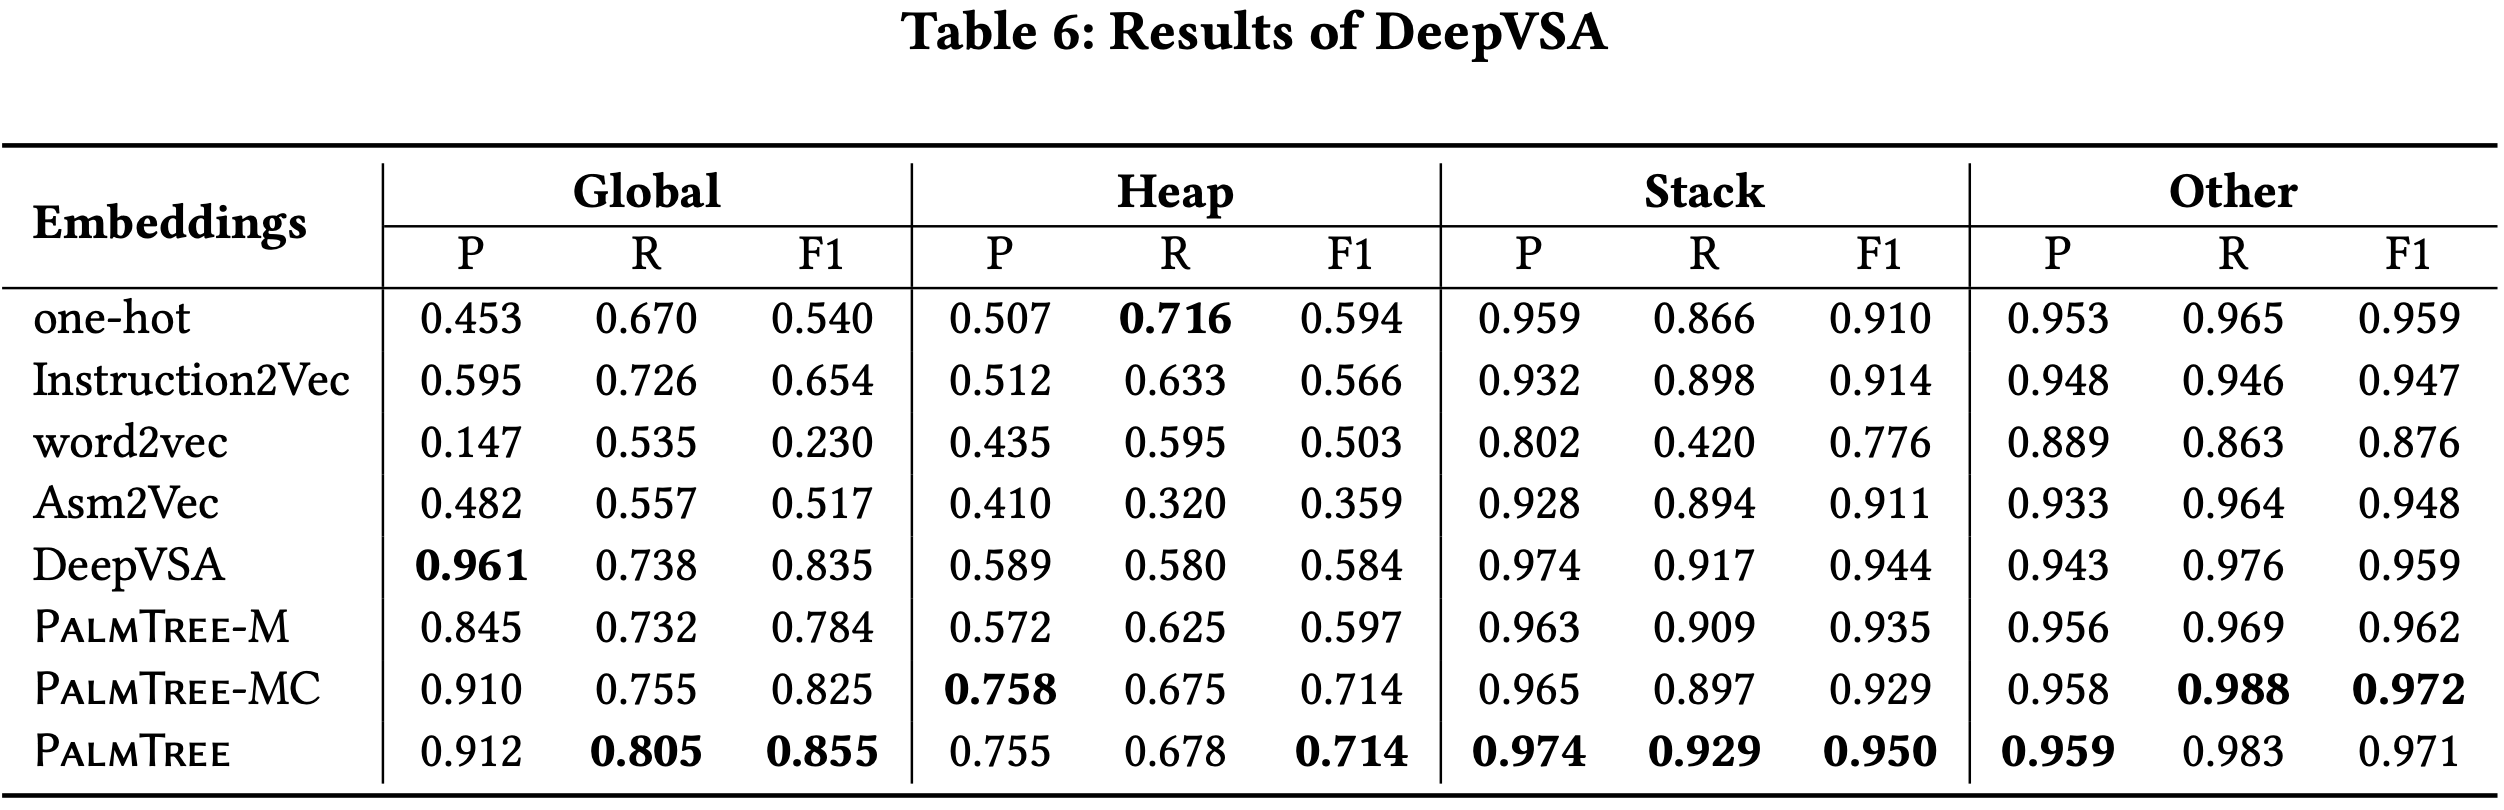 Table 6: Results of DeepVSA
Embeddings Global Heap Stack Other
P R F1 P R F1 P R F1 P R F1
one-hot 0.453 0.670 0.540 0.507 0.716 0.594 0.959 0.866 0.910 0.953 0.965 0.959
Instruction2Vec 0.595 0.726 0.654 0.512 0.633 0.566 0.932 0.898 0.914 0.948 0.946 0.947
word2vec 0.147 0.535 0.230 0.435 0.595 0.503 0.802 0.420 0.776 0.889 0.863 0.876
Asm2Vec 0.482 0.557 0.517 0.410 0.320 0.359 0.928 0.894 0.911 0.933 0.964 0.948
DeepVSA 0.961 0.738 0.835 0.589 0.580 0.584 0.974 0.917 0.944 0.943 0.976 0.959
PalmTree-M 0.845 0.732 0.784 0.572 0.625 0.597 0.963 0.909 0.935 0.956 0.969 0.962
PalmTree-MC 0.910 0.755 0.825 0.758 0.675 0.714 0.965 0.897 0.929 0.958 0.988 0.972
PalmTree 0.912 0.805 0.855 0.755 0.678 0.714 0.974 0.929 0.950 0.959 0.983 0.971